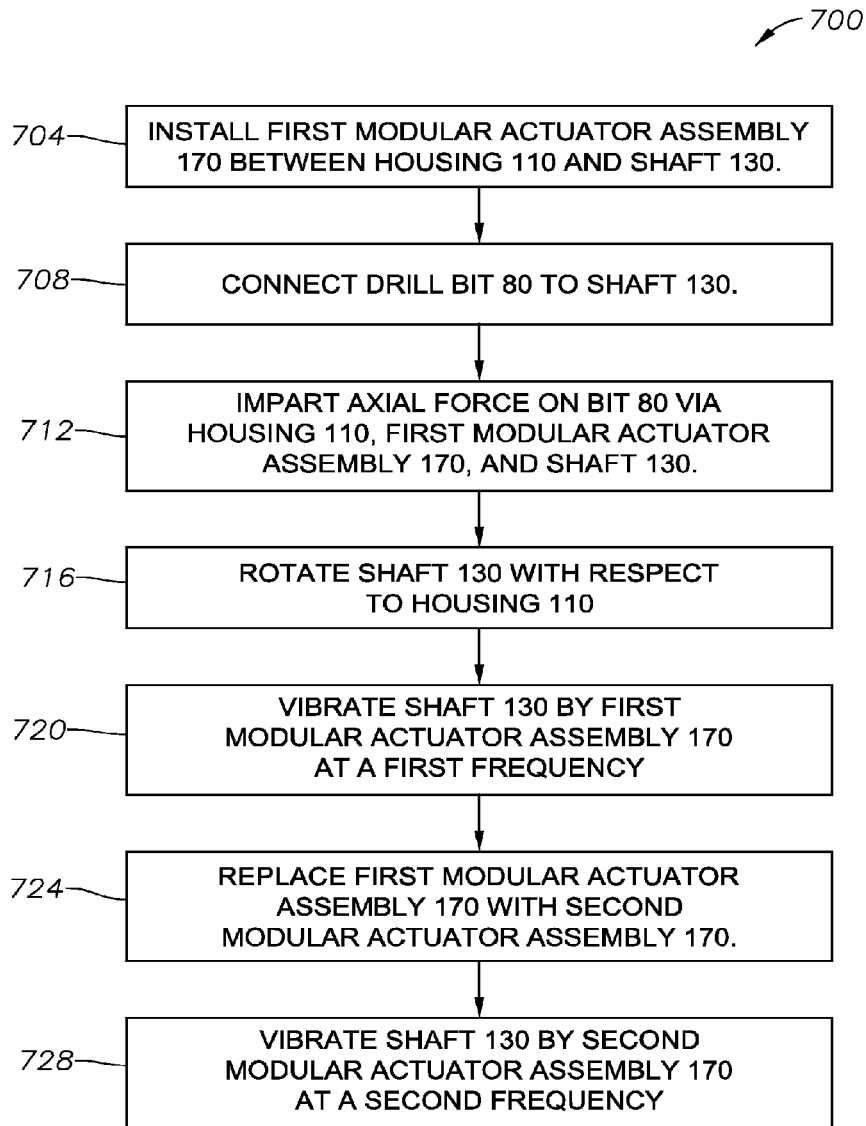 700
704
INSTALL FIRST MODULAR ACTUATOR ASSEMBLY
170 BETWEEN HOUSING 110 AND SHAFT 130.
708
CONNECT DRILL BIT 80 TO SHAFT 130.
712
IMPART AXIAL FORCE ON BIT 80 VIA
HOUSING 110, FIRST MODULAR ACTUATOR
ASSEMBLY 170, AND SHAFT 130.
716
ROTATE SHAFT 130 WITH RESPECT
TO HOUSING 110
720
VIBRATE SHAFT 130 BY FIRST
MODULAR ACTUATOR ASSEMBLY 170
AT A FIRST FREQUENCY
724
REPLACE FIRST MODULAR ACTUATOR
ASSEMBLY 170 WITH SECOND
MODULAR ACTUATOR ASSEMBLY 170.
728
VIBRATE SHAFT 130 BY SECOND
MODULAR ACTUATOR ASSEMBLY 170
AT A SECOND FREQUENCY